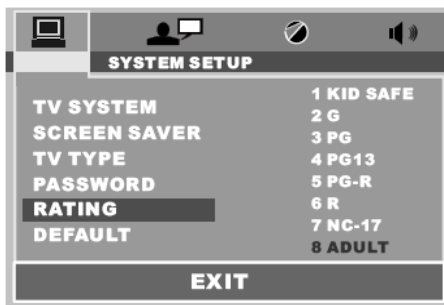 SYSTEM SETUP
TV SYSTEM
SCREEN SAVER
TV TYPE
PASSWORD
RATING
DEFAULT
1 KID SAFE
2 G
3 PG
4 PG13
5 PG-R
6 R
7 NC-17
8 ADULT
EXIT